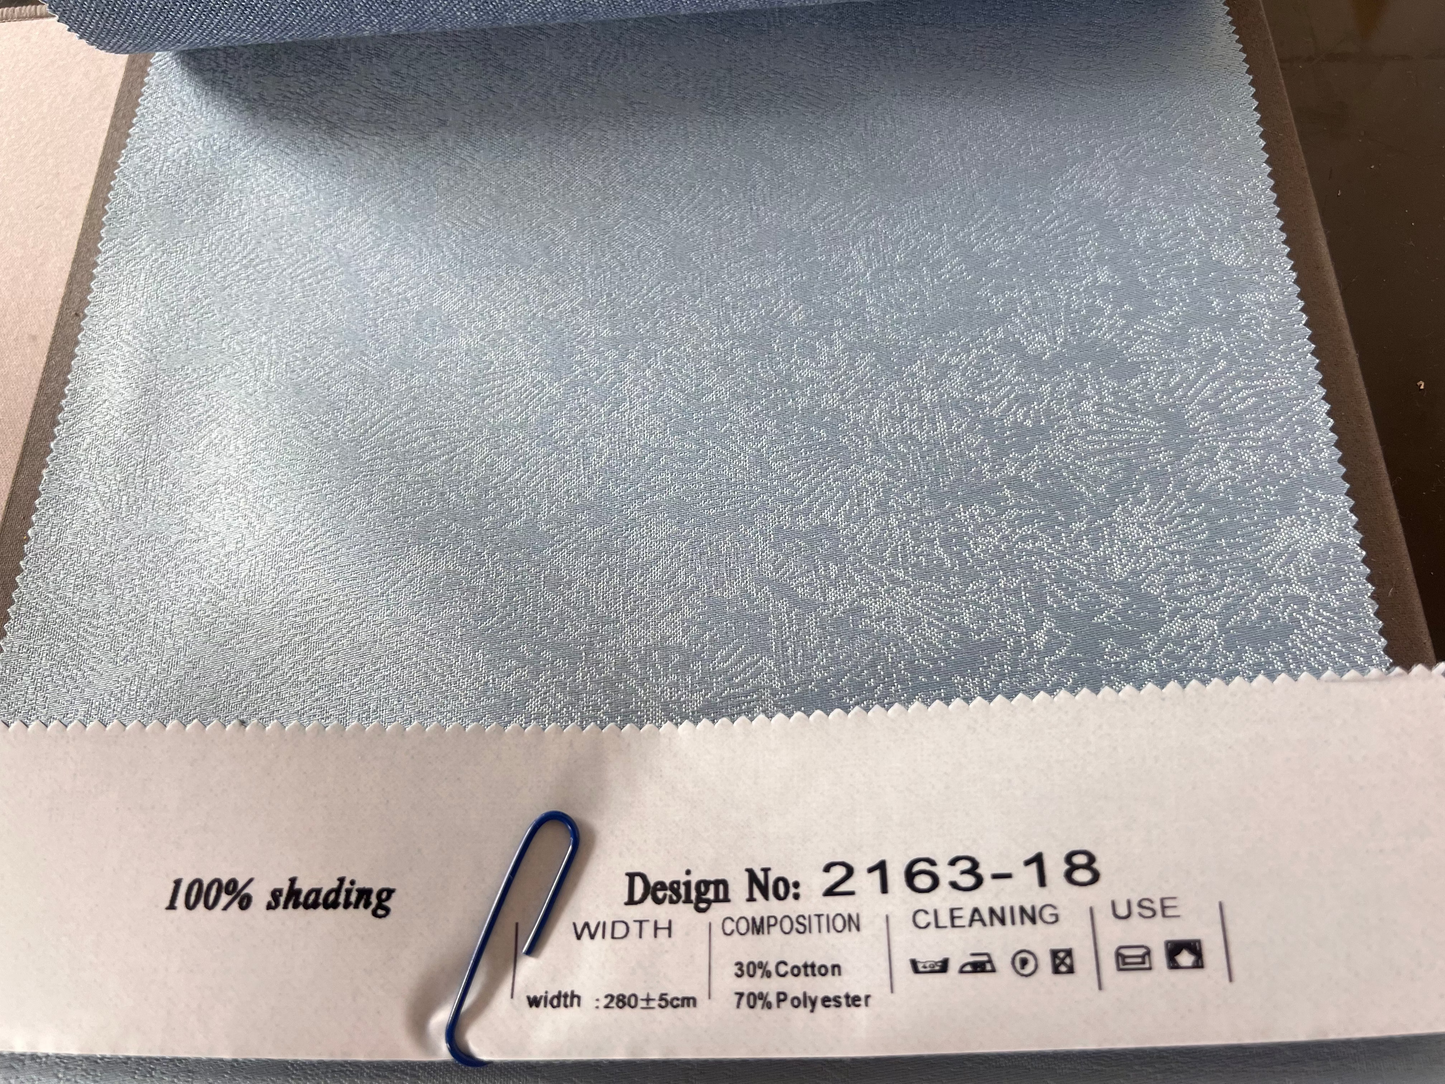 100% shading
Design No: 2163-18
WIDTH
width :280±5cm
COMPOSITION
30%Cotton
70%Polyester
CLEANING
P
USE